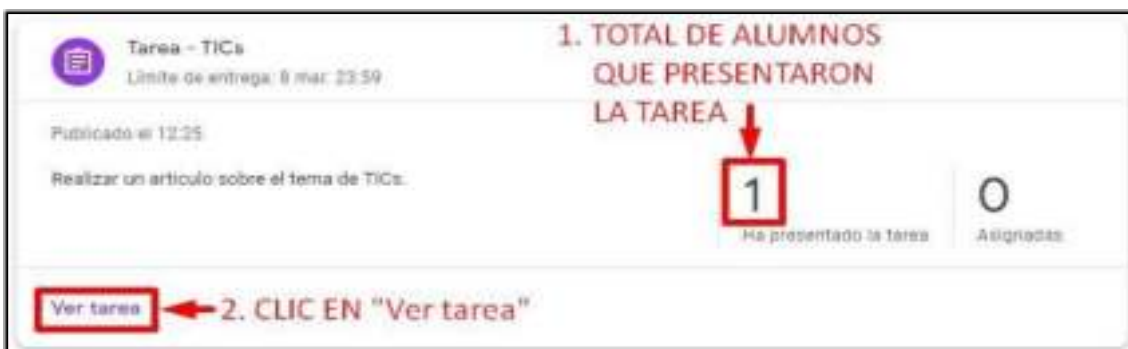 Tarea - TICs
Límite de entrega: 8 mar. 23:59
1. TOTAL DE ALUMNOS
QUE PRESENTARON
LA TAREA
Publicado el 12:25
Realizar un articulo sobre el tema de TICs.
1
Ha presentado la tarea
0
Asignadas
Ver tarea
2. CLIC EN "Ver tarea"